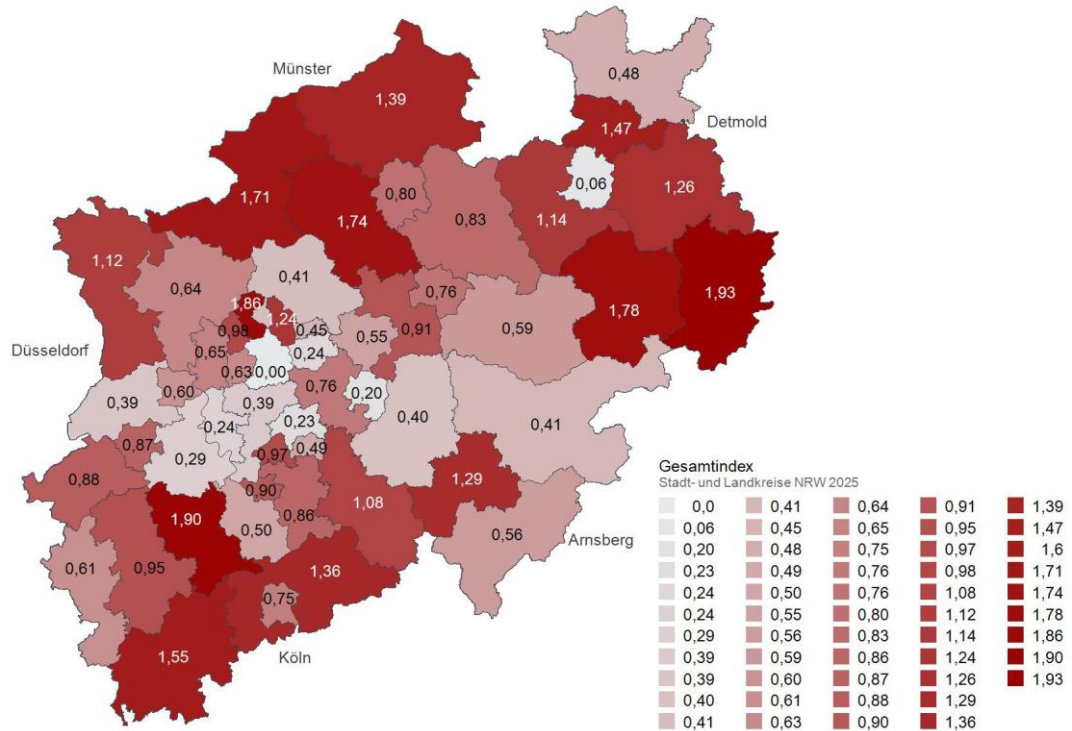 0,48
Münster
1,39
Detmold
1,47
0,80
0,06
1,26
1,71
1,74
0,83
1,14
1,12
0,41
0,64
0,76
1,78
1,93
1,86
1,24
0,59
0,98
0,45
0,91
0,55
Düsseldorf
0,65
0,24
0,63
0,00
0,76
0,60
0,20
0,39
0,39
0,40
0,41
0,24
0,23
0,87
0,49
0,29
0,97
0,88
1,29
0,90
1,08
1,90
0,50
0,86
0,56
Arnsberg
0,61
0,95
1,36
0,75
Köln
1,55
Gesamtindex
Stadt- und Landkreise NRW 2025
0,0 0,41 0,64 0,91 1,39
0,06 0,45 0,65 0,95 1,47
0,20 0,48 0,75 0,97 1,6
0,23 0,49 0,76 0,98 1,71
0,24 0,50 0,76 1,08 1,74
0,24 0,55 0,80 1,12 1,78
0,29 0,56 0,83 1,14 1,86
0,39 0,59 0,86 1,24 1,90
0,39 0,60 0,87 1,26 1,93
0,40 0,61 0,88 1,29
0,41 0,63 0,90 1,36